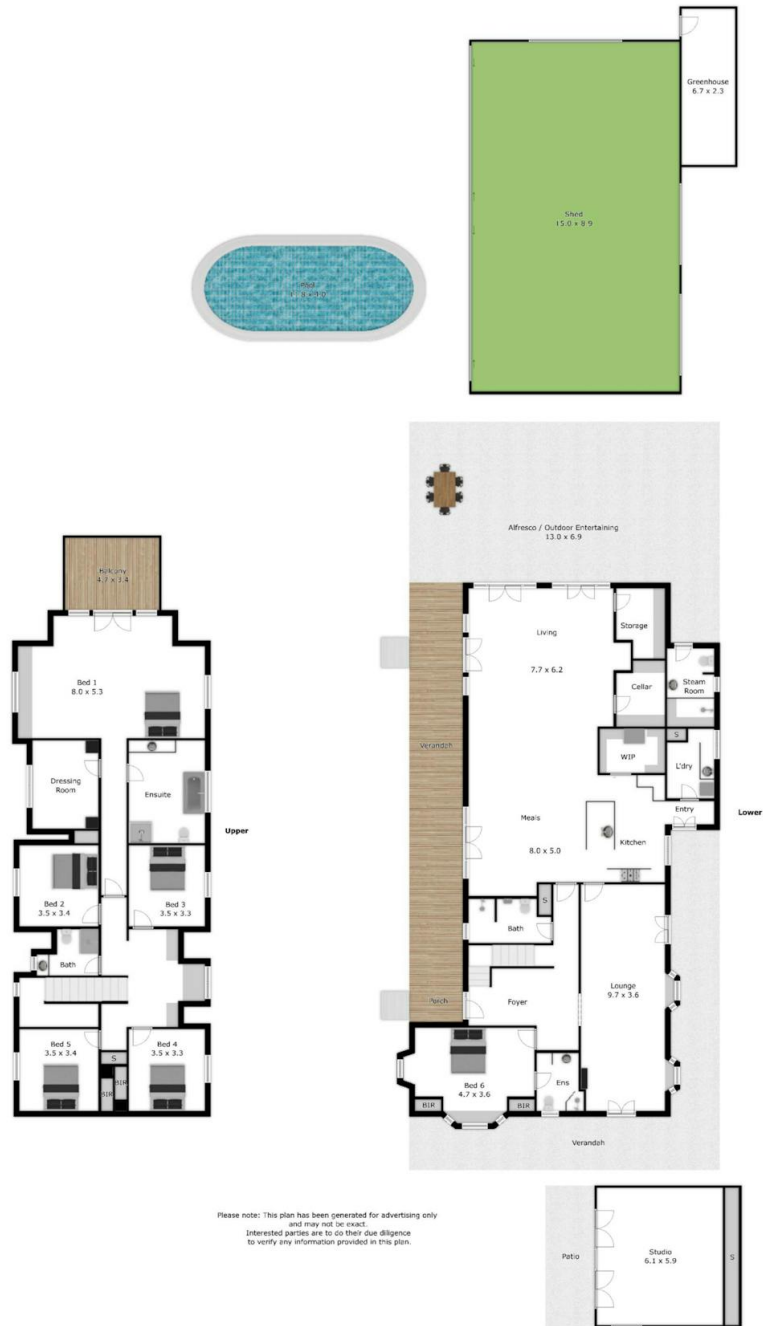 Greenhouse
6.7 x 2.3
Shed
15.0 x 8.9
Pool
Alfresco / Outdoor Entertaining
13.0 x 6.9
Balcony
4.7 x 3.4
Bed 1
8.0 x 5.3
Dressing
Room
Ensuite
Upper
Bed 2
3.5 x 3.4
Bed 3
3.5 x 3.3
Bath
Bed 5
3.5 x 3.4
Bed 4
3.5 x 3.3
S
BIR
BIR
Living
7.7 x 6.2
Storage
Cellar
Steam
Room
Verandah
WIP
S
L'dry
Entry
Lower
Meals
8.0 x 5.0
Kitchen
S
Bath
Lounge
9.7 x 3.6
Porch
Foyer
Bed 6
4.7 x 3.6
Ens
BIR
BIR
Verandah
Please note: This plan has been generated for advertising only
and may not be exact.
Interested parties are to do their due diligence
to verify any information provided in this plan.
Patio
Studio
6.1 x 5.9
S